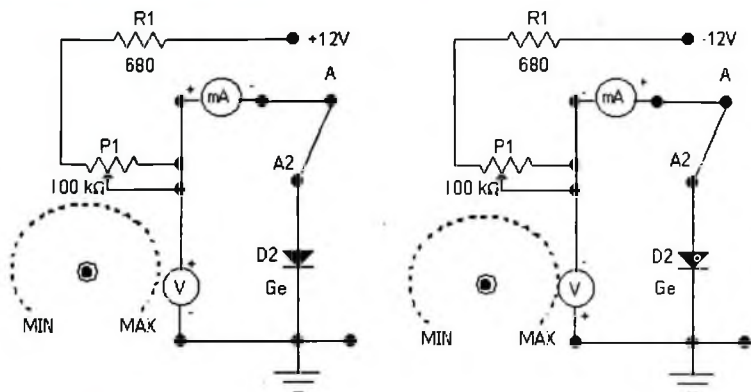 R1
+12V
680
A
+
-
mA
P1
A2
100 kΩ
D2
Ge
+
V
-
MIN
MAX
R1
-12V
680
A
-
+
mA
P1
A2
100 kΩ
D2
Ge
-
V
+
MIN
MAX